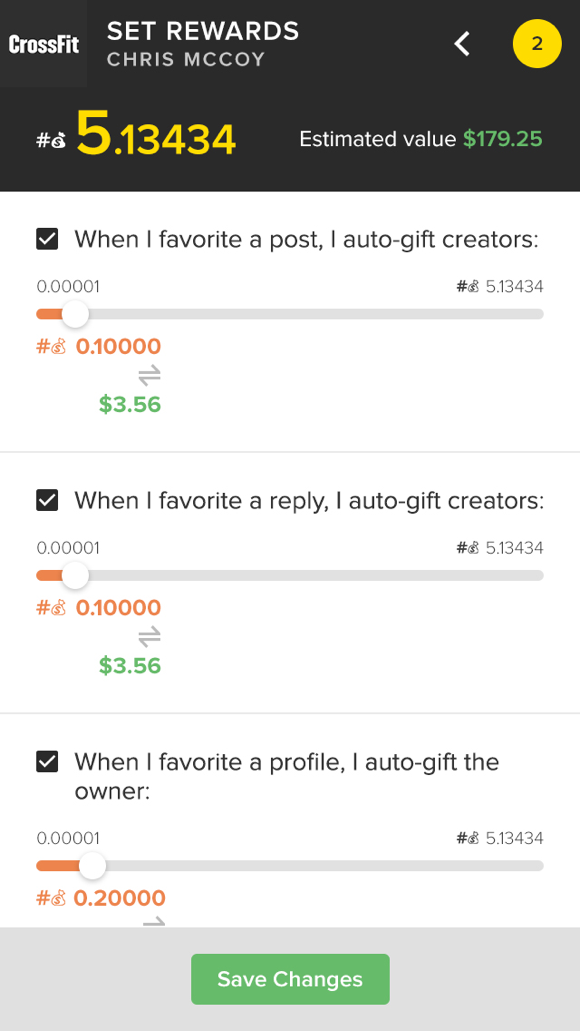 CrossFit
SET REWARDS
CHRIS MCCOY
2
#💰 5.13434
Estimated value $179.25
When I favorite a post, I auto-gift creators:
0.00001 #💰 5.13434
#💰 0.10000
⇌
$3.56
When I favorite a reply, I auto-gift creators:
0.00001 #💰 5.13434
#💰 0.10000
⇌
$3.56
When I favorite a profile, I auto-gift the
owner:
0.00001 #💰 5.13434
#💰 0.20000
Save Changes